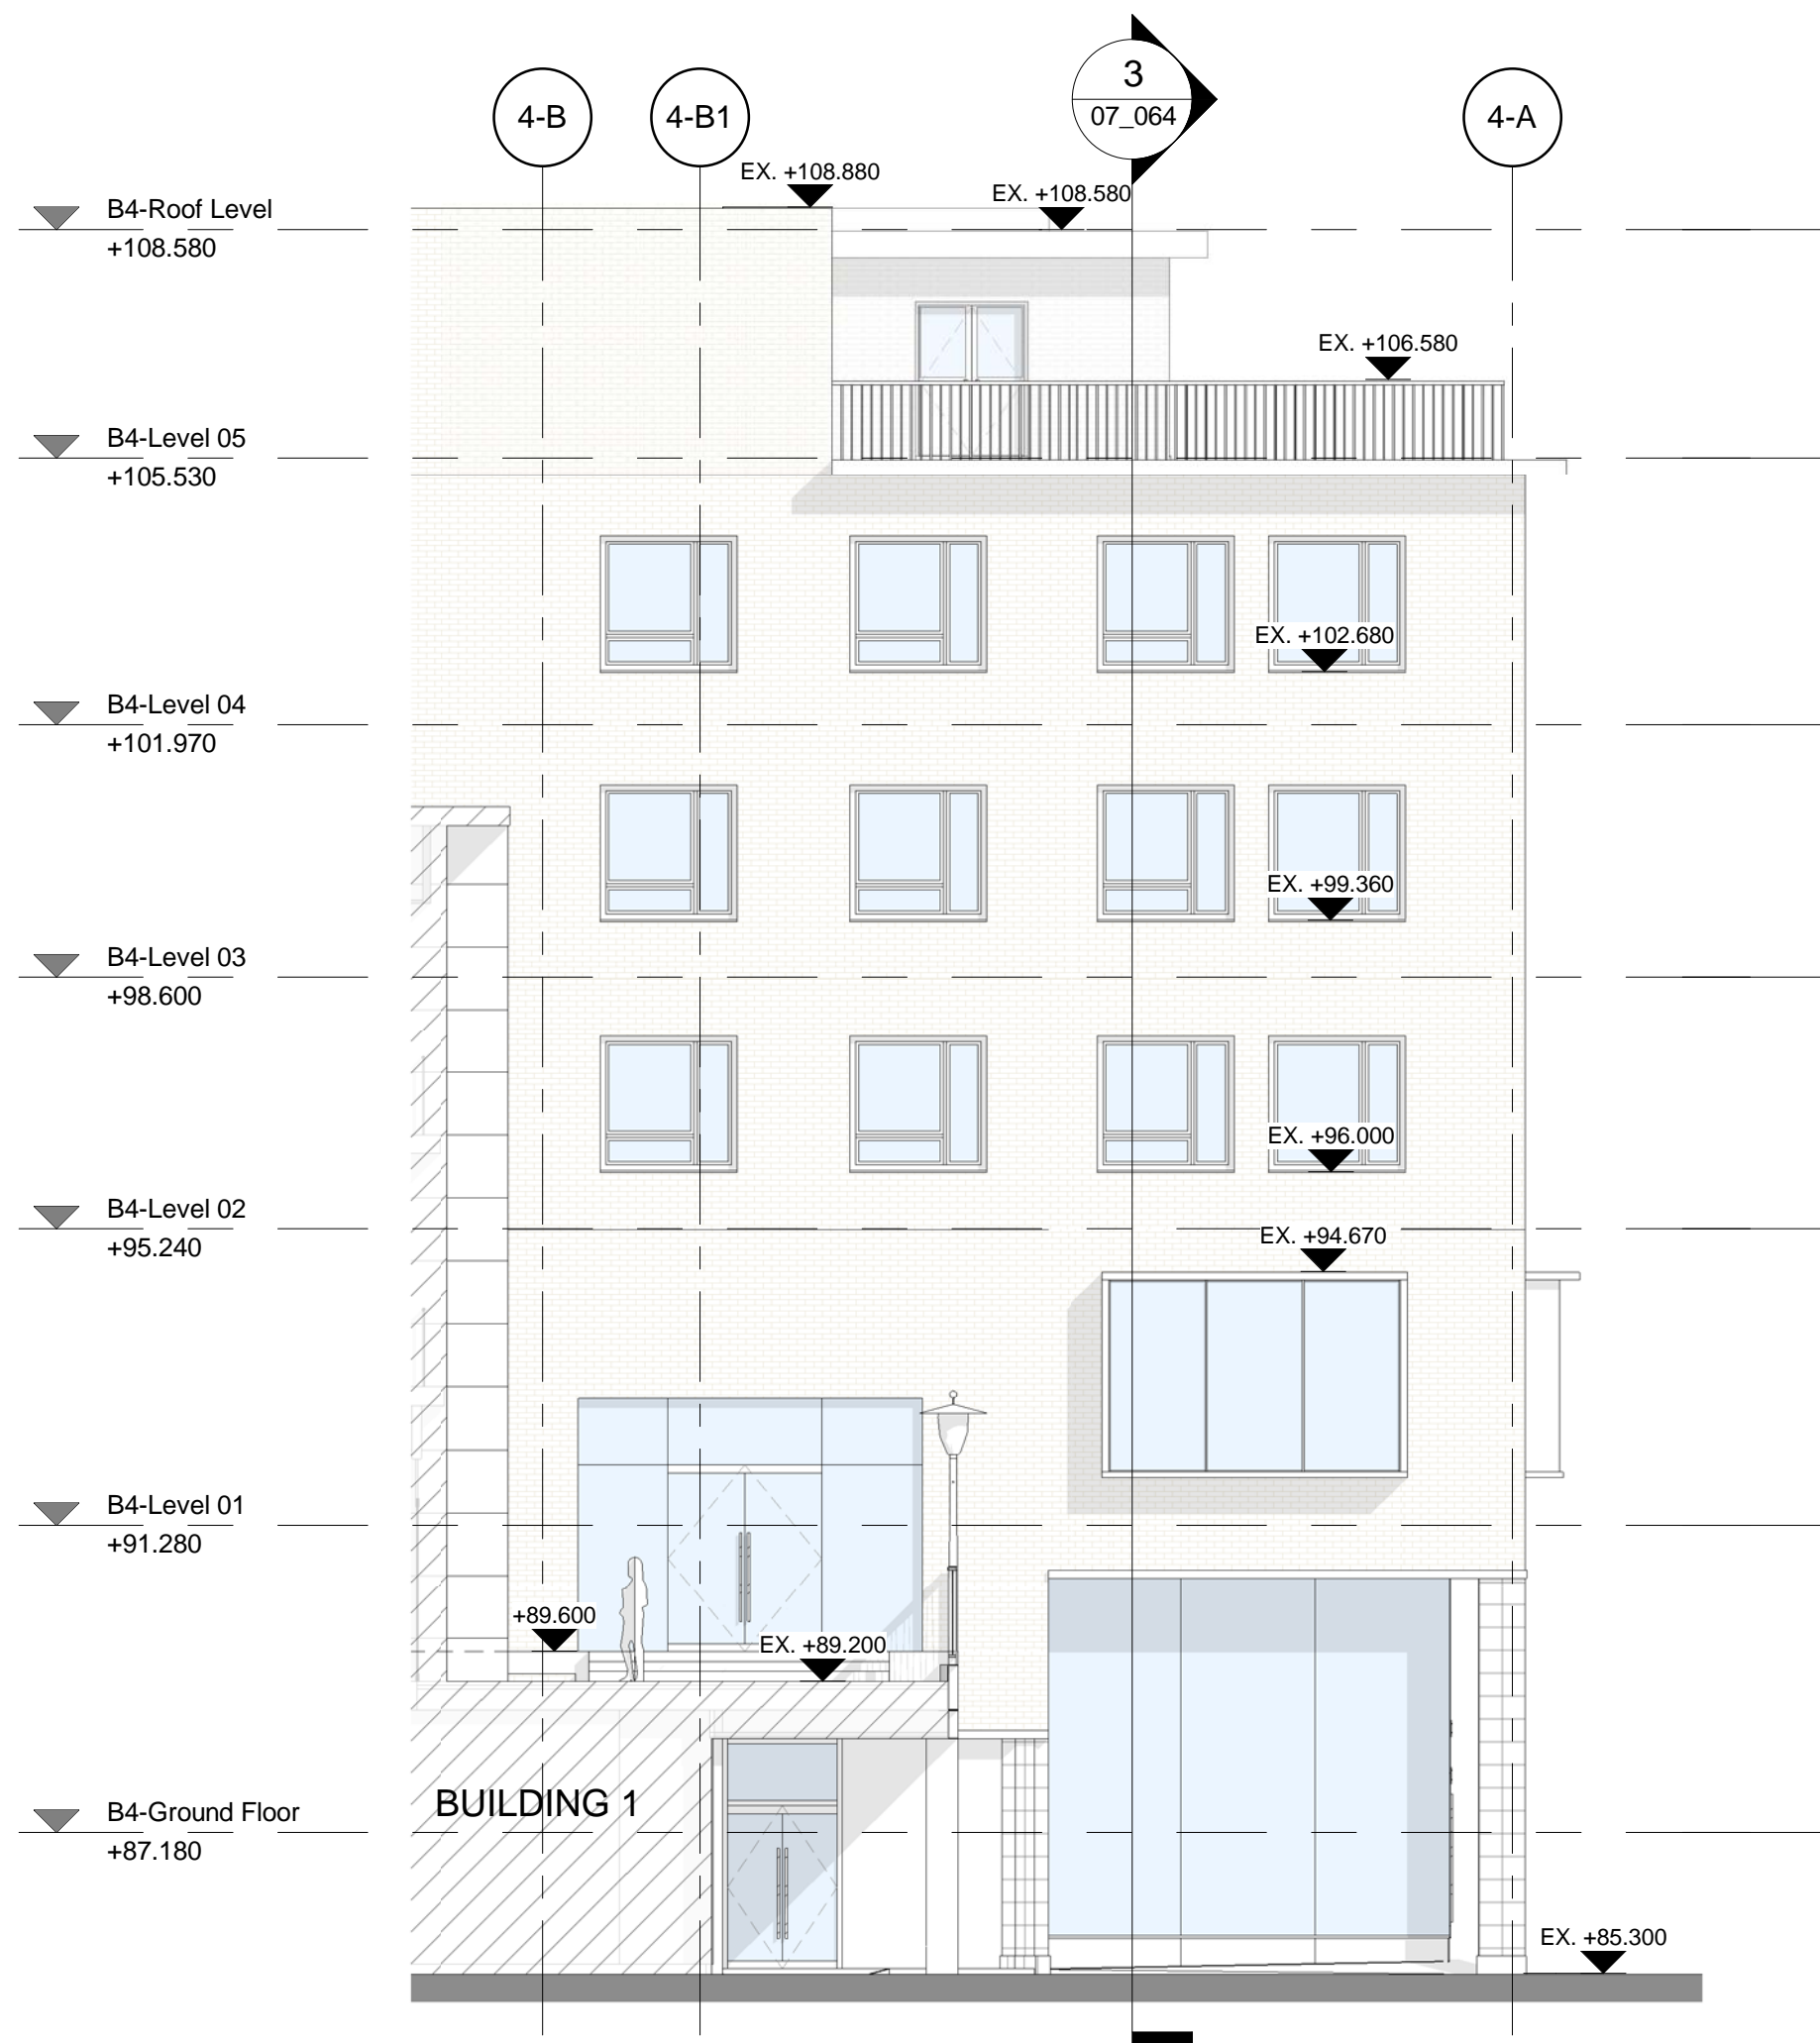 3
4-B
4-B1
07_064
4-A
EX. +108.880
EX. +108.580
B4-Roof Level
+108.580
EX. +106.580
B4-Level 05
+105.530
EX. +102.680
B4-Level 04
+101.970
EX. +99.360
B4-Level 03
+98.600
EX. +96.000
B4-Level 02
+95.240
EX. +94.670
B4-Level 01
+91.280
+89.600
EX. +89.200
BUILDING 1
B4-Ground Floor
+87.180
EX. +85.300